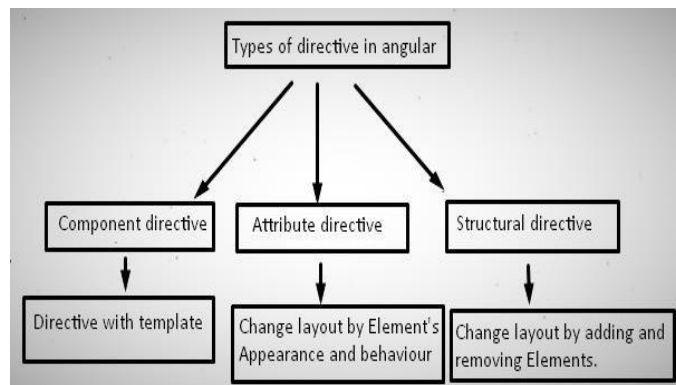 Types of directive in angular
Component directive
Attribute directive
Structural directive
Directive with template
Change layout by Element's
Appearance and behaviour
Change layout by adding and
removing Elements.